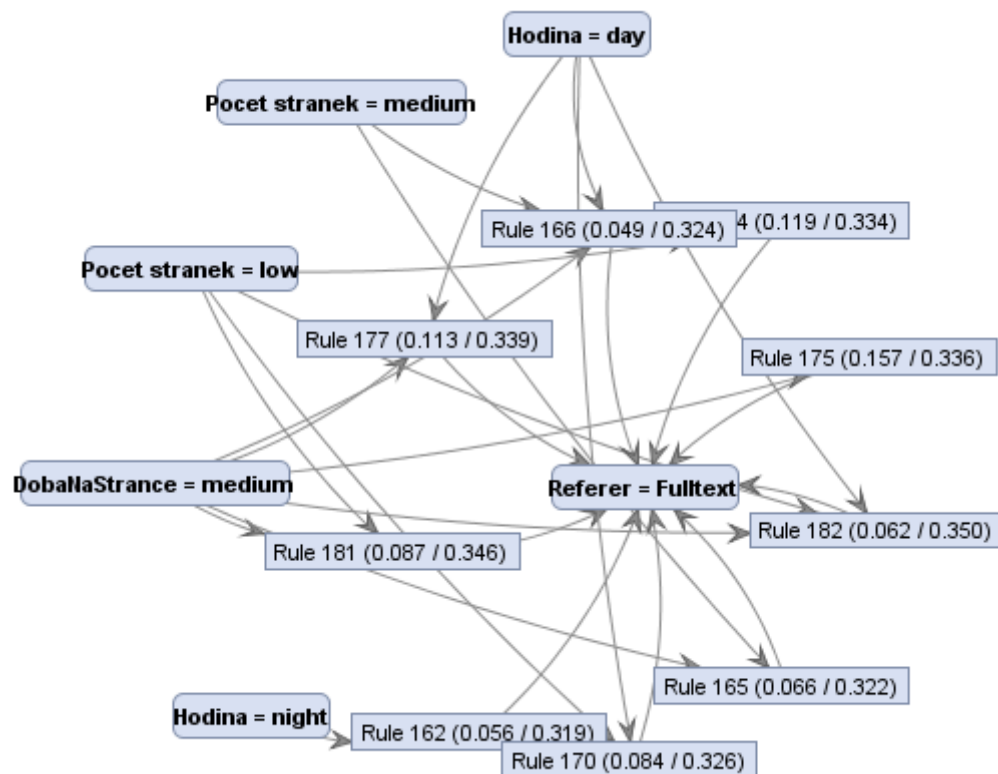 Hodina = day
Pocet stranek = medium
Rule 166 (0.049 / 0.324)
4 (0.119 / 0.334)
Pocet stranek = low
Rule 177 (0.113 / 0.339)
Rule 175 (0.157 / 0.336)
DobaNaStrance = medium
Referer = Fulltext
Rule 182 (0.062 / 0.350)
Rule 181 (0.087 / 0.346)
Rule 165 (0.066 / 0.322)
Hodina = night
Rule 162 (0.056 / 0.319)
Rule 170 (0.084 / 0.326)